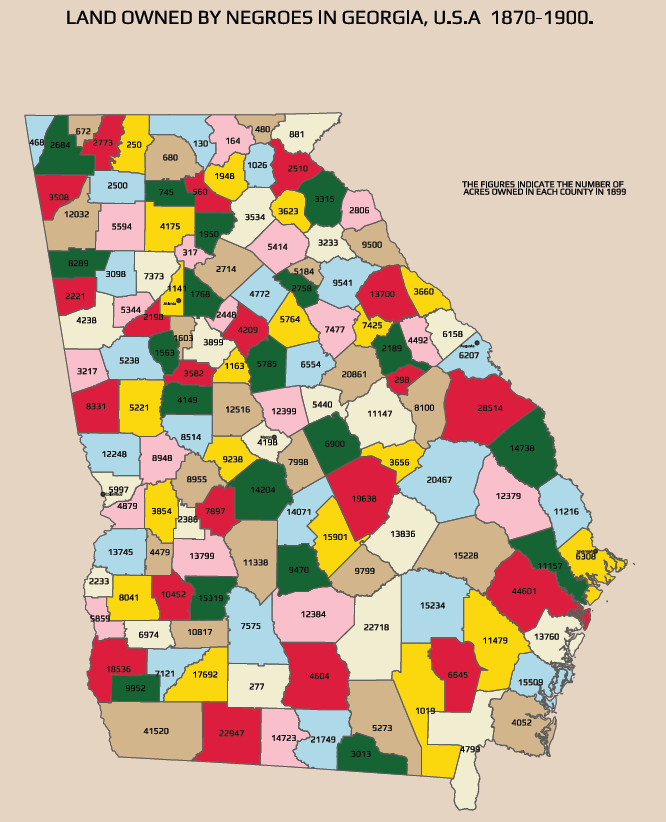 LAND OWNED BY NEGROES IN GEORGIA, U.S.A 1870-1900.
THE FIGURES INDICATE THE NUMBER OF
ACRES OWNED IN EACH COUNTY IN 1899
468 2684 672 2773 250 130 164 480 881
680 1026 2510
3508 2500 745 560 1948 3315
12032 5594 4175 1950 3534 3623 2806
317 5414 3233 9500
8289 3098 7373 2714 5184
2221 1141 1768 4772 2758 9541 13700 3660
4238 5344 2198 2448 4209 5764 7477 7425 6158
5238 1563 3899 2189 4492 6207
3217 3582 1163 5785 6554 20861 298
8331 5221 4149 12516 12399 5440 11147 8100 28514
12248 8948 8514 9238 4198 6900 14738
5997 8955 14204 7998 3656 20467 12379
4879 3854 2386 7897 14071 19638 11216
13745 4479 13799 11338 15901 13836 15228 11157 6308
2233 8041 10452 15319 9470 9799 44601
5859 6974 10817 7575 12384 22718 15234 11479 13760
18536 9952 7121 17692 277 4604 6645 15509
41520 22947 14723 21749 3013 5273 1019 4799 4052